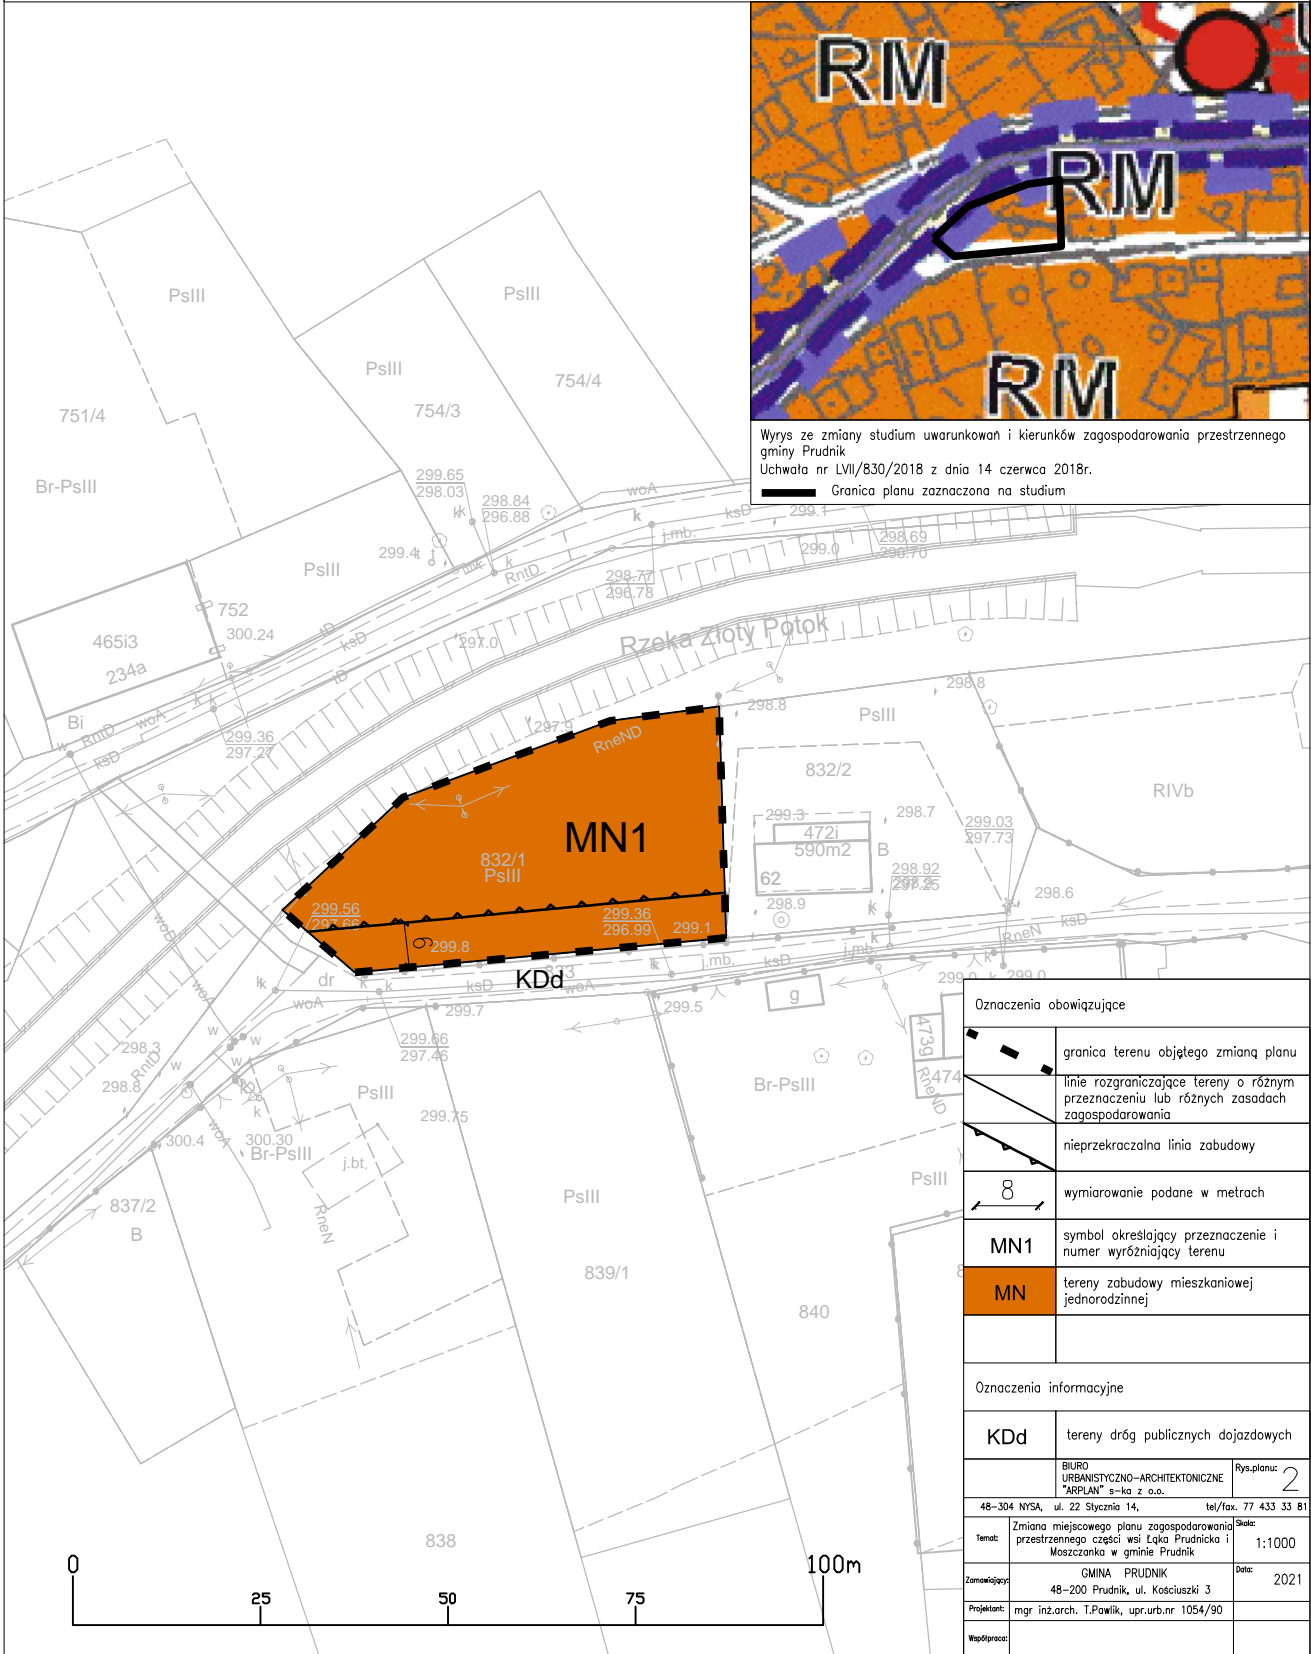 RM
RM
RM
Wyrys ze zmiany studium uwarunkowań i kierunków zagospodarowania przestrzennego
gminy Prudnik
Uchwała nr LVII/830/2018 z dnia 14 czerwca 2018r.
Granica planu zaznaczona na studium
PsIII
PsIII
PsIII
754/4
754/3
751/4
Br-PsIII
299.65
298.03
298.84
296.88
woA
k
ksD
299.1
j.mb.
298.69
296.70
299.0
299.4
t
t
k
RntD
298.77
296.78
PsIII
752
300.24
465i3
234a
tD
ksD
297.0
Rzeka Złoty Potok
tD
Bi
w
RntD
woA
k
k
ksD
299.36
297.27
297.9
RneND
298.8
298.8
PsIII
832/2
RIVb
MN1
832/1
PsIII
299.3
472i
590m2
B
298.7
299.03
297.73
62
298.92
298.6
298.9
299.56
297.66
299.36
296.99
299.1
9
299.8
woD
k
k
k
ksD
RneN
dr
k
k
k
KDd
833
k
j.mb.
ksD
j.mb.
ksD
woA
woA
woA
299.0
k
299.0
g
299.7
299.5
473g
474
RneND
299.66
297.46
298.3
RntD
w
w
w
298.8
k
woA
PsIII
299.75
Br-PsIII
300.4
300.30
Br-PsIII
j.bt.
PsIII
PsIII
837/2
B
RneN
839/1
840
838
0
25
50
75
100m
Oznaczenia obowiązujące
granica terenu objętego zmianą planu
linie rozgraniczające tereny o różnym
przeznaczeniu lub różnych zasadach
zagospodarowania
nieprzekraczalna linia zabudowy
8
wymiarowanie podane w metrach
MN1
symbol określający przeznaczenie i
numer wyróżniający terenu
MN
tereny zabudowy mieszkaniowej
jednorodzinnej
Oznaczenia informacyjne
KDd
tereny dróg publicznych dojazdowych
BIURO
URBANISTYCZNO-ARCHITEKTONICZNE
"ARPLAN" s-ka z o.o.
Rys.planu: 2
48-304 NYSA, ul. 22 Stycznia 14, tel/fax. 77 433 33 81
Temat:
Zmiana miejscowego planu zagospodarowania
przestrzennego części wsi Łąka Prudnicka i
Moszczanka w gminie Prudnik
Skala:
1:1000
Zamawiający:
GMINA PRUDNIK
48-200 Prudnik, ul. Kościuszki 3
Data:
2021
Projektant: mgr inż.arch. T.Pawlik, upr.urb.nr 1054/90
Współpraca: